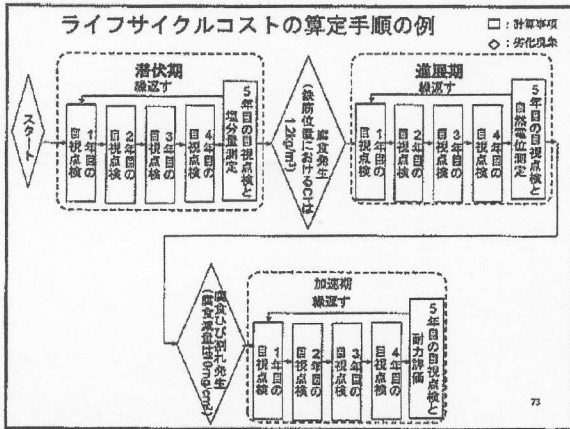 ライフサイクルコストの算定手順の例
□:計算事項
◇:劣化現象
スタート
潜伏期
繰返す
1年目の
目視点検
2年目の
目視点検
3年目の
目視点検
4年目の
目視点検
5年目の目視点検と
塩分量測定
腐食発生
(鉄筋位置におけるCl⁻は
1.2kg/m³)
進展期
繰返す
1年目の
目視点検
2年目の
目視点検
3年目の
目視点検
4年目の
目視点検
5年目の目視点検と
自然電位測定
腐食ひび割れ発生
(腐食減量は10mg/cm²)
加速期
繰返す
1年目の
目視点検
2年目の
目視点検
3年目の
目視点検
4年目の
目視点検
5年目の目視点検と
耐力評価
73